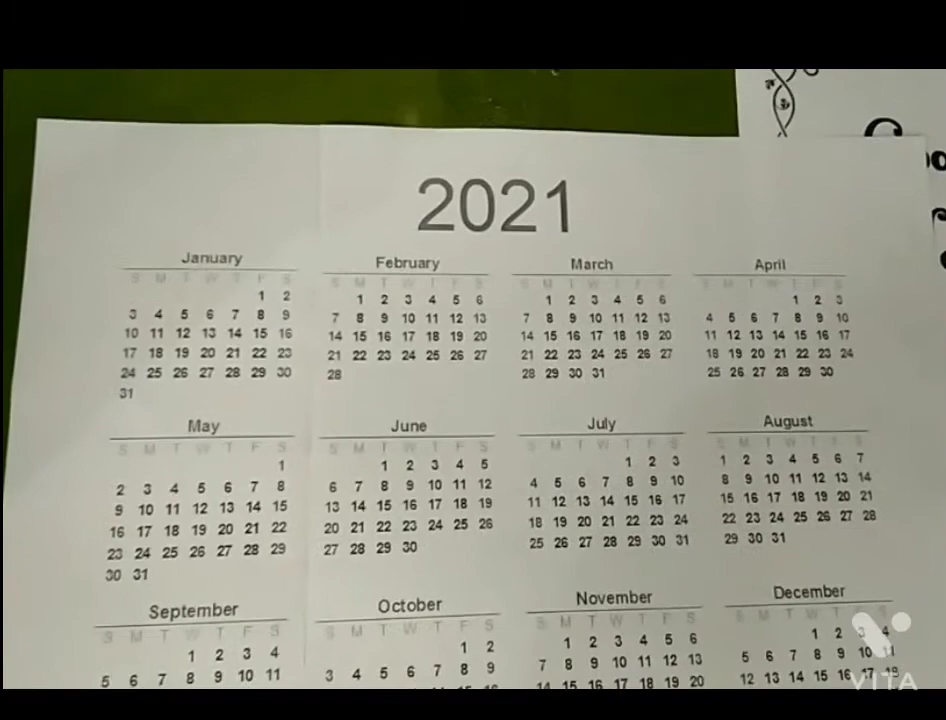 2021
January February March April
S M T W T F S S M T W T F S S M T W T F S S M T W T F S
1 2 1 2 3 4 5 6 1 2 3 4 5 6 1 2 3
3 4 5 6 7 8 9 7 8 9 10 11 12 13 7 8 9 10 11 12 13 4 5 6 7 8 9 10
10 11 12 13 14 15 16 14 15 16 17 18 19 20 14 15 16 17 18 19 20 11 12 13 14 15 16 17
17 18 19 20 21 22 23 21 22 23 24 25 26 27 21 22 23 24 25 26 27 18 19 20 21 22 23 24
24 25 26 27 28 29 30 28 28 29 30 31 25 26 27 28 29 30
31
May June July August
S M T W T F S S M T W T F S S M T W T F S S M T W T F S
1 1 2 3 4 5 1 2 3 1 2 3 4 5 6 7
2 3 4 5 6 7 8 6 7 8 9 10 11 12 4 5 6 7 8 9 10 8 9 10 11 12 13 14
9 10 11 12 13 14 15 13 14 15 16 17 18 19 11 12 13 14 15 16 17 15 16 17 18 19 20 21
16 17 18 19 20 21 22 20 21 22 23 24 25 26 18 19 20 21 22 23 24 22 23 24 25 26 27 28
23 24 25 26 27 28 29 27 28 29 30 25 26 27 28 29 30 31 29 30 31
30 31
September October November December
S M T W T F S S M T W T F S S M T W T F S S M T W T F S
1 2 3 4 1 2 1 2 3 4 5 6 1 2 3 4
5 6 7 8 9 10 11 3 4 5 6 7 8 9 7 8 9 10 11 12 13 5 6 7 8 9 10 11
14 15 16 17 18 19 20 12 13 14 15 16 17 18
VITA